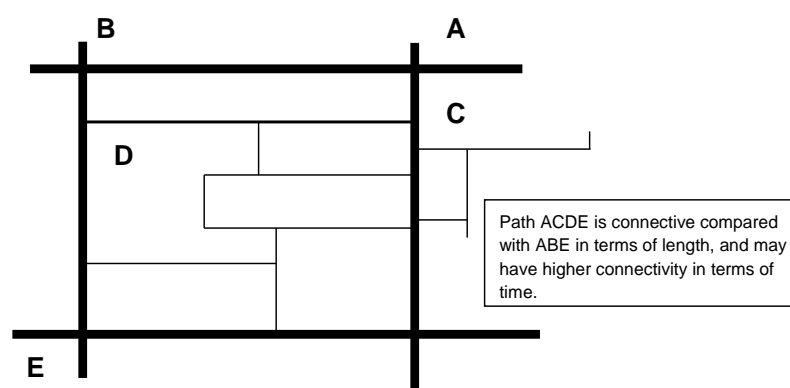 B
A
C
D
Path ACDE is connective compared
with ABE in terms of length, and may
have higher connectivity in terms of
time.
E